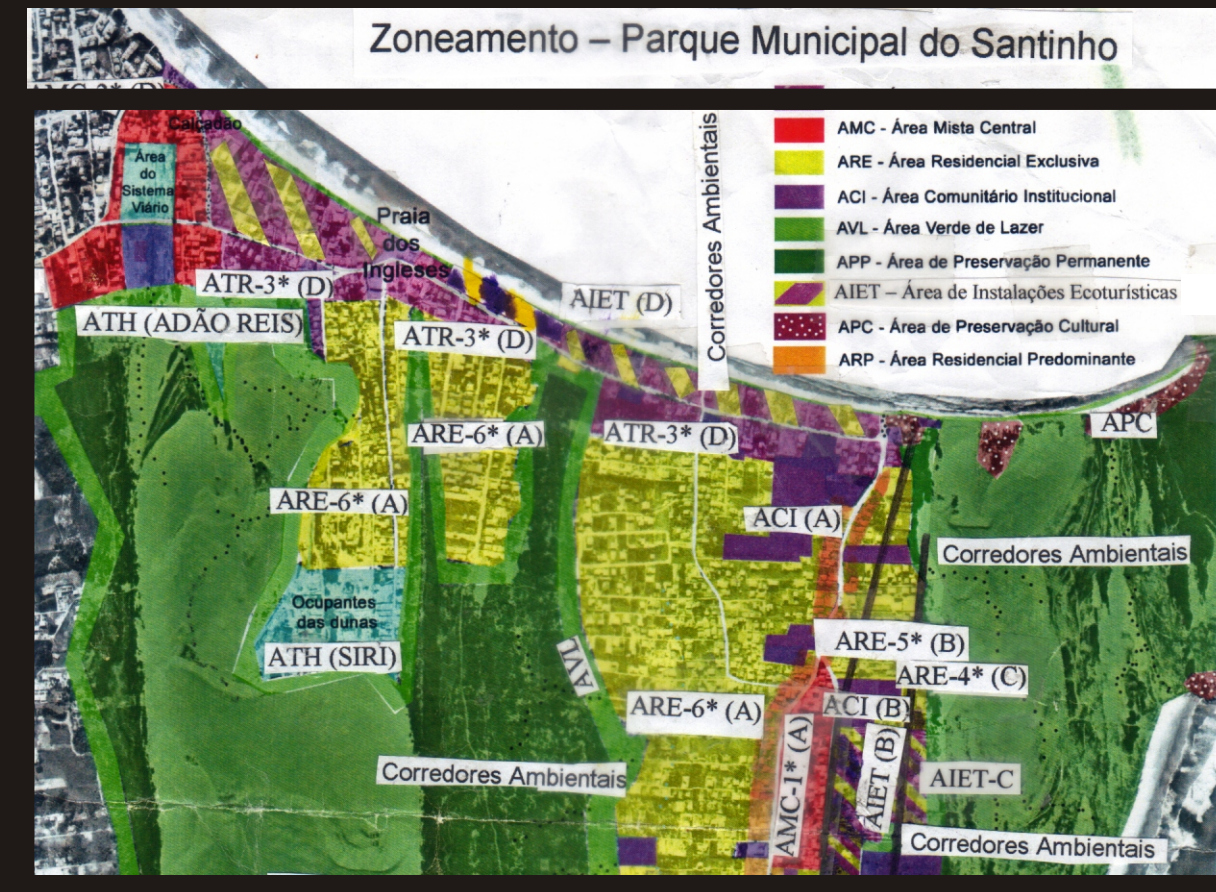 Zoneamento – Parque Municipal do Santinho
AMC-2* (D)
Calçadão
Área
do
Sistema
Viário
Praia
dos
Ingleses
Corredores Ambientais
AMC - Área Mista Central
ARE - Área Residencial Exclusiva
ACI - Área Comunitário Institucional
AVL - Área Verde de Lazer
APP - Área de Preservação Permanente
AIET – Área de Instalações Ecoturísticas
APC - Área de Preservação Cultural
ARP - Área Residencial Predominante
ATR-3* (D)
AIET (D)
ATH (ADÃO REIS)
ATR-3* (D)
APC
ARE-6* (A)
ATR-3* (D)
ARE-6* (A)
ACI (A)
Corredores Ambientais
Ocupantes
das dunas
ATH (SIRI)
AVL
ARE-5* (B)
ARE-4* (C)
ARE-6* (A)
ACI (B)
AMC-1* (A)
AIET (B)
Corredores Ambientais
AIET-C
Corredores Ambientais